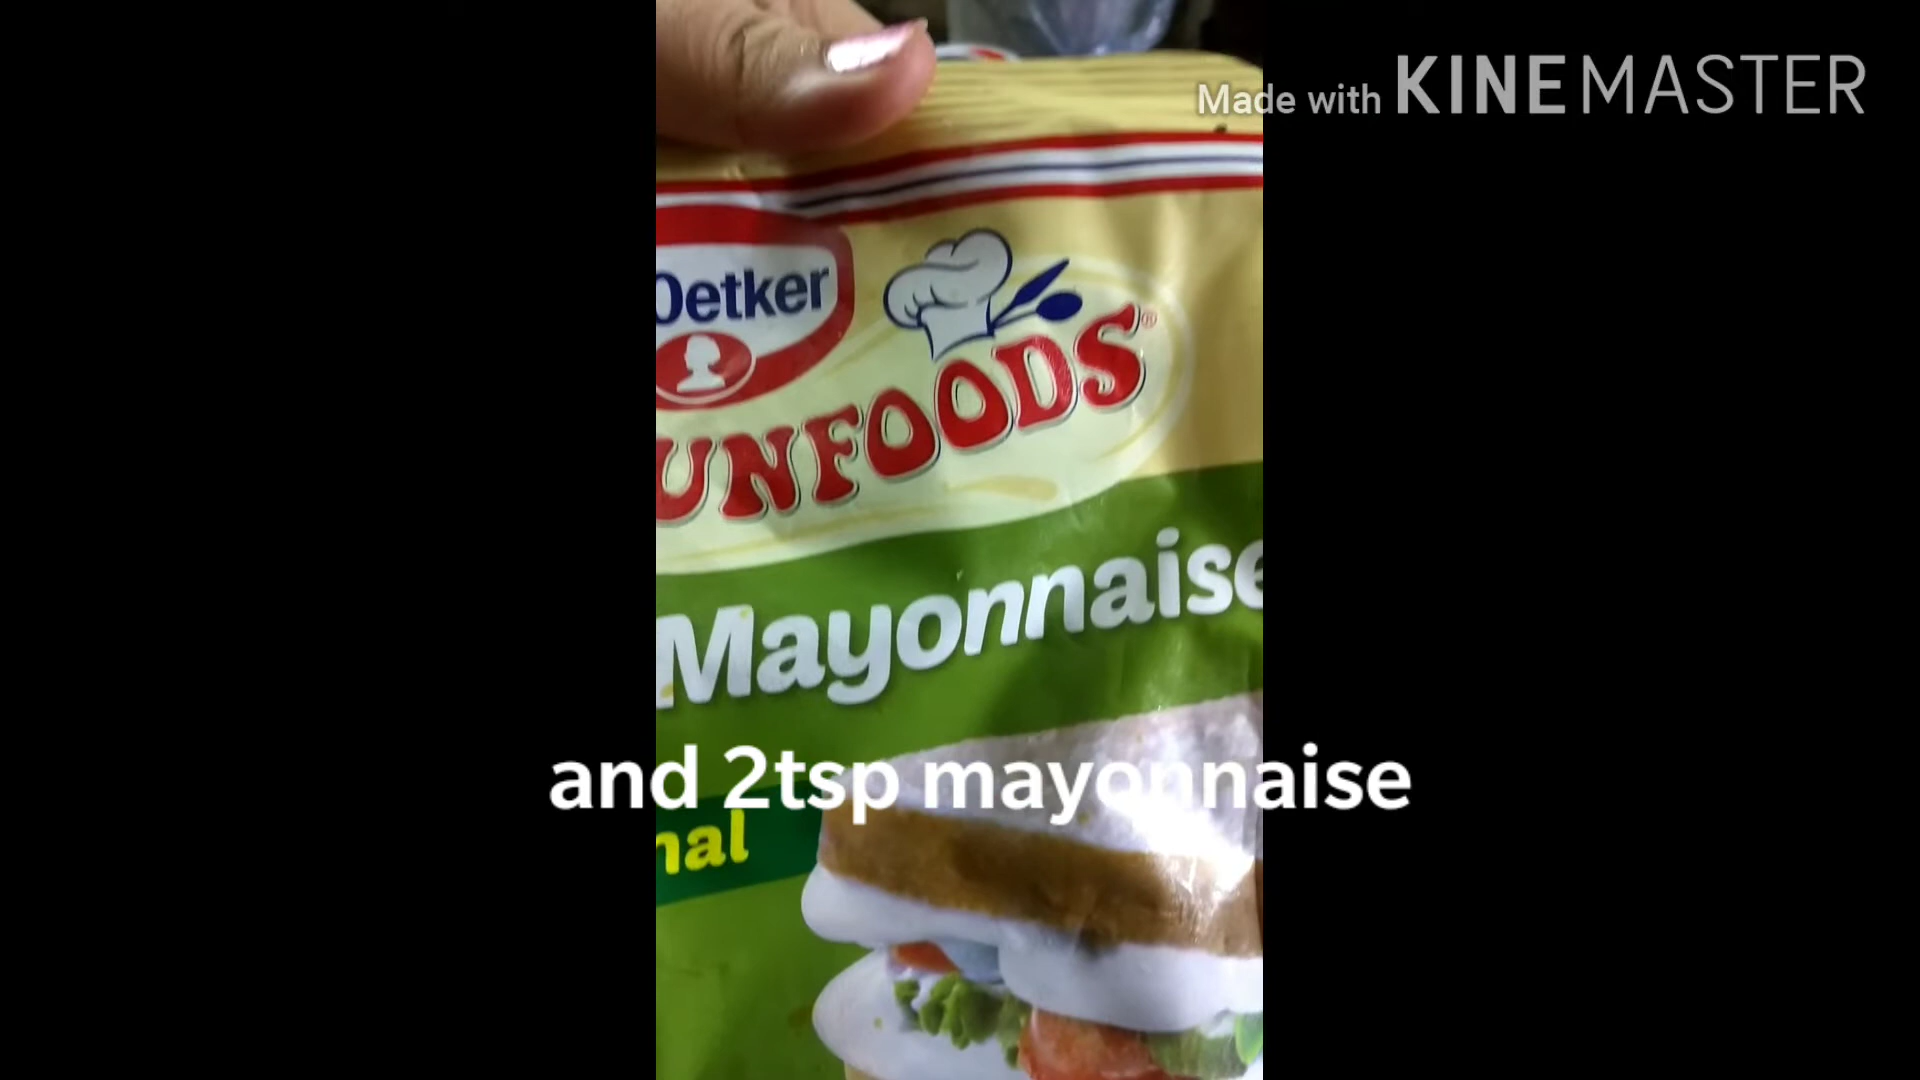 Made with KINEMASTER
Oetker
UNFOODS®
Mayonnaise
and 2tsp mayonnaise
nal